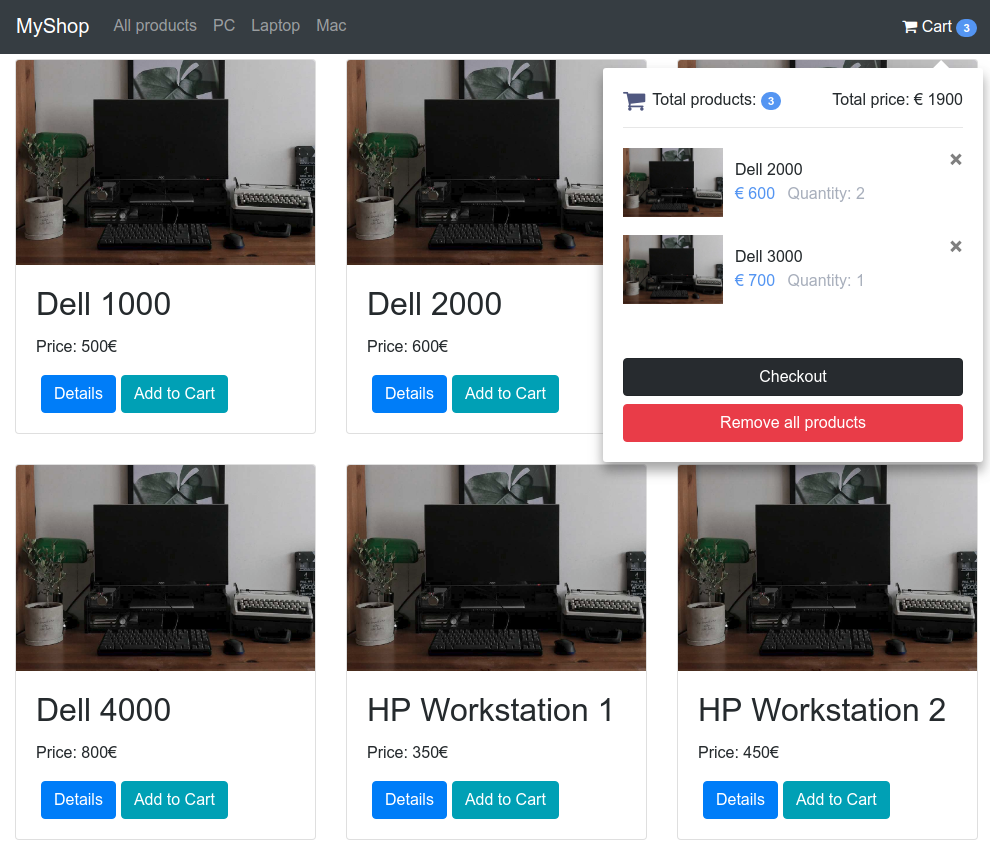 MyShop All products PC Laptop Mac Cart 3
Total products: 3 Total price: € 1900
Dell 2000 ×
€ 600 Quantity: 2
Dell 3000 ×
€ 700 Quantity: 1
Checkout
Remove all products
Dell 1000
Price: 500€
Details Add to Cart
Dell 2000
Price: 600€
Details Add to Cart
Dell 4000
Price: 800€
Details Add to Cart
HP Workstation 1
Price: 350€
Details Add to Cart
HP Workstation 2
Price: 450€
Details Add to Cart